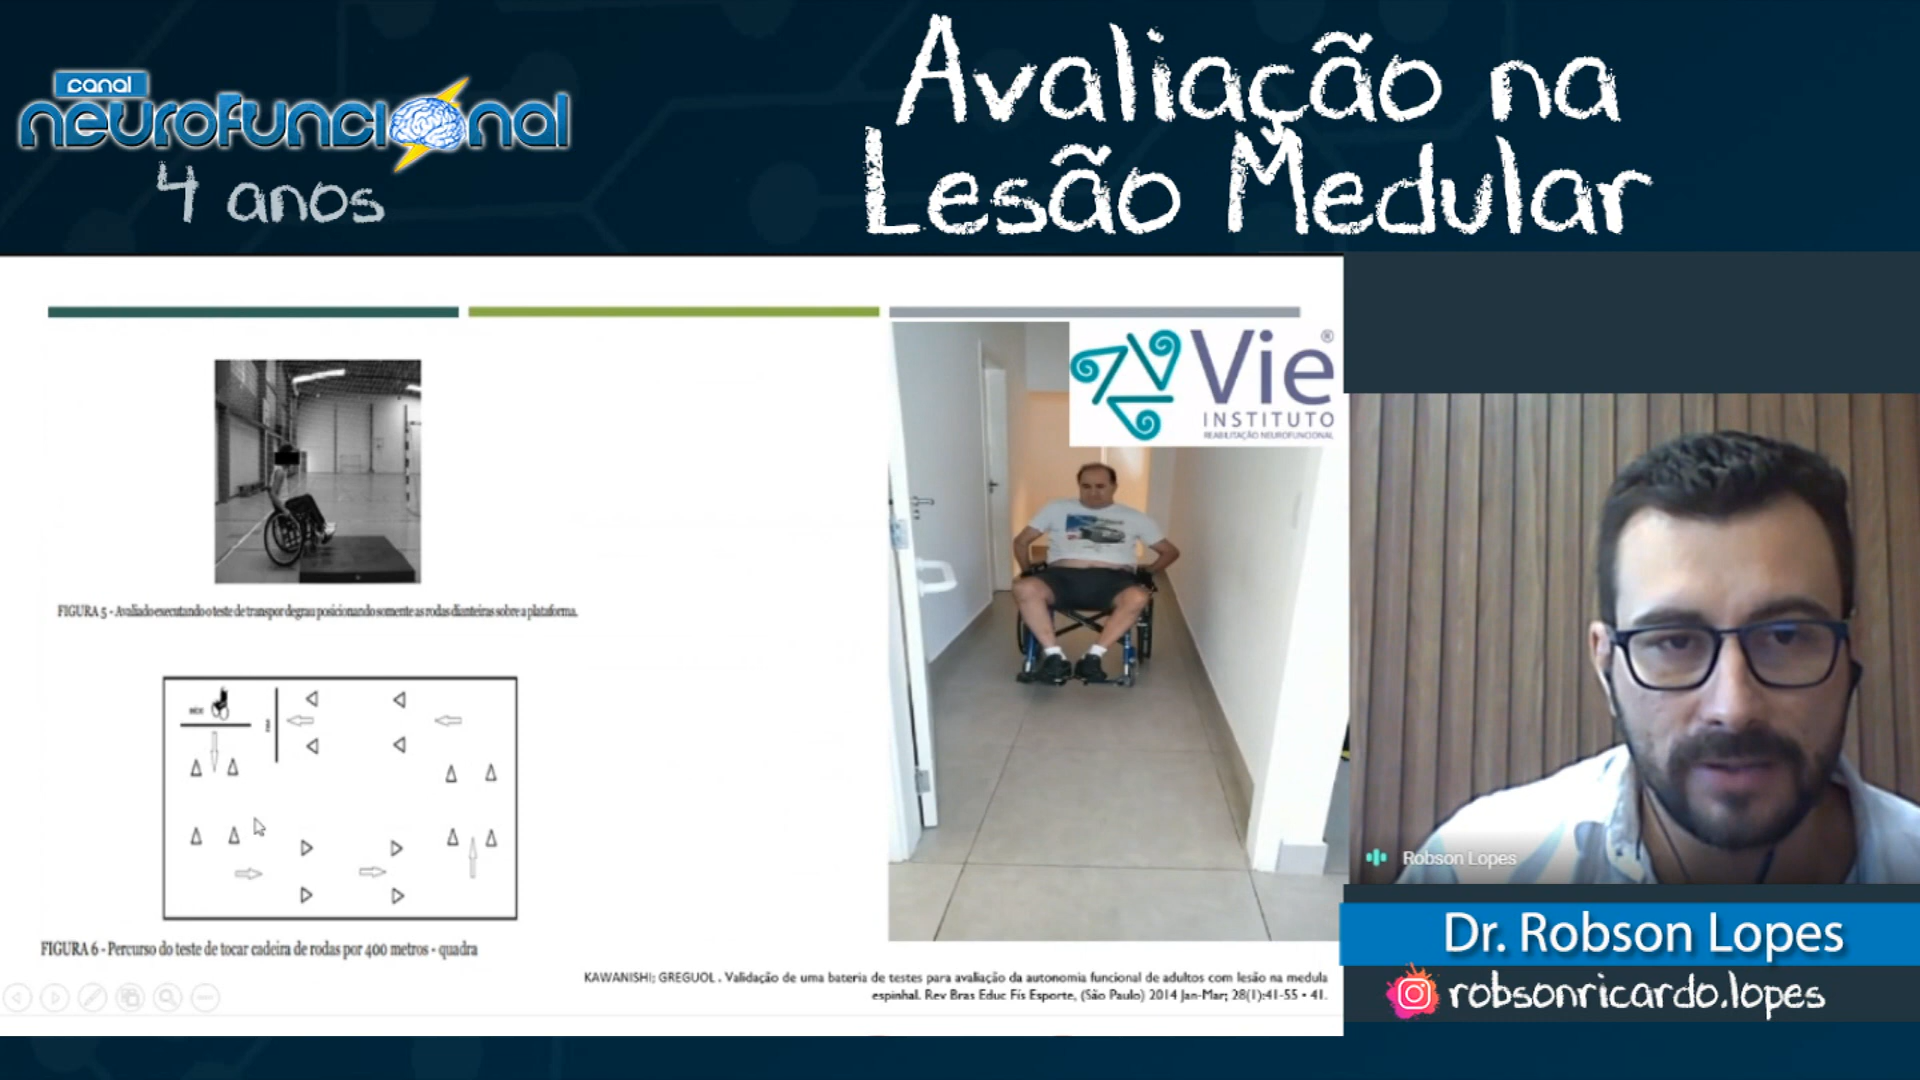 canal
neurofuncional
4 anos
Avaliação na
Lesão Medular
Vie®
INSTITUTO
REABILITAÇÃO NEUROFUNCIONAL
FIGURA 5 - Avaliado executando o teste de transpor degrau posicionando somente as rodas dianteiras sobre a plataforma.
FIGURA 6 - Percurso do teste de tocar cadeira de rodas por 400 metros - quadra
KAWANISHI; GREGUOL . Validação de uma bateria de testes para avaliação da autonomia funcional de adultos com lesão na medula
espinhal. Rev Bras Educ Fís Esporte, (São Paulo) 2014 Jan-Mar; 28(1):41-55 • 41.
Robson Lopes
Dr. Robson Lopes
robsonricardo.lopes